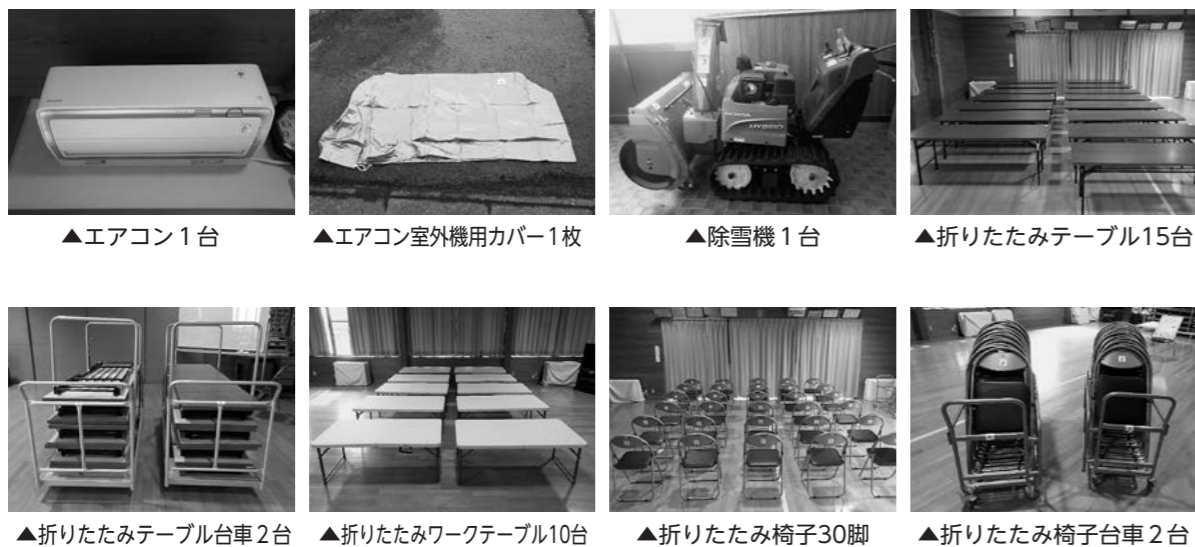 HONDA
HYBRID
▲エアコン１台
▲エアコン室外機用カバー１枚
▲除雪機１台
▲折りたたみテーブル15台
▲折りたたみテーブル台車２台
▲折りたたみワークテーブル10台
▲折りたたみ椅子30脚
▲折りたたみ椅子台車２台